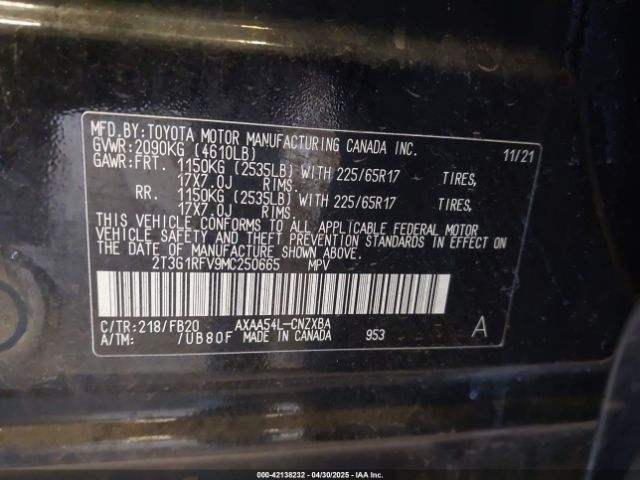 MFD.BY:TOYOTA MOTOR MANUFACTURING CANADA INC.
GVWR:2090KG (4610LB) 11/21
GAWR:FRT. 1150KG (2535LB) WITH 225/65R17 TIRES,
17X7.0J RIMS.
RR. 1150KG (2535LB) WITH 225/65R17 TIRES,
17X7.0J RIMS.
THIS VEHICLE CONFORMS TO ALL APPLICABLE FEDERAL MOTOR
VEHICLE SAFETY AND BUMPER STANDARDS IN EFFECT ON
THE DATE OF MANUFACTURE SHOWN ABOVE.
2T3G1RFV9MC250665 MPV
C/TR:218/FB20 AXAA54L-CNZXBA
A/TM: /UB80F MADE IN CANADA 953 A
000-42138232 - 04/30/2025 - IAA Inc.